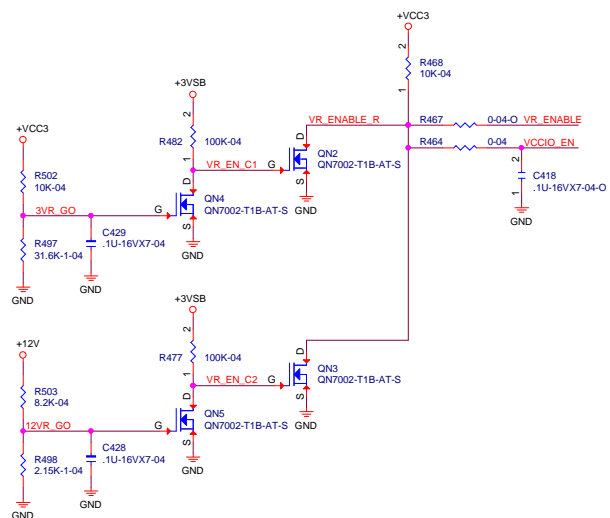 +VCC3
2
R468
10K-04
1
+3VSB
2
R482
100K-04
1
VR_ENABLE_R
R467
0-04-O
VR_ENABLE
R464
0-04
VCCIO_EN
2
C418
.1U-16VX7-04-O
1
GND
+VCC3
R502
10K-04
VR_EN_C1
G
D
S
QN2
QN7002-T1B-AT-S
GND
3VR_GO
C429
.1U-16VX7-04
G
D
S
QN4
QN7002-T1B-AT-S
GND
R497
31.6K-1-04
GND
GND
+3VSB
2
R477
100K-04
1
+12V
R503
8.2K-04
VR_EN_C2
G
D
S
QN3
QN7002-T1B-AT-S
GND
12VR_GO
C428
.1U-16VX7-04
G
D
S
QN5
QN7002-T1B-AT-S
GND
R498
2.15K-1-04
GND
GND